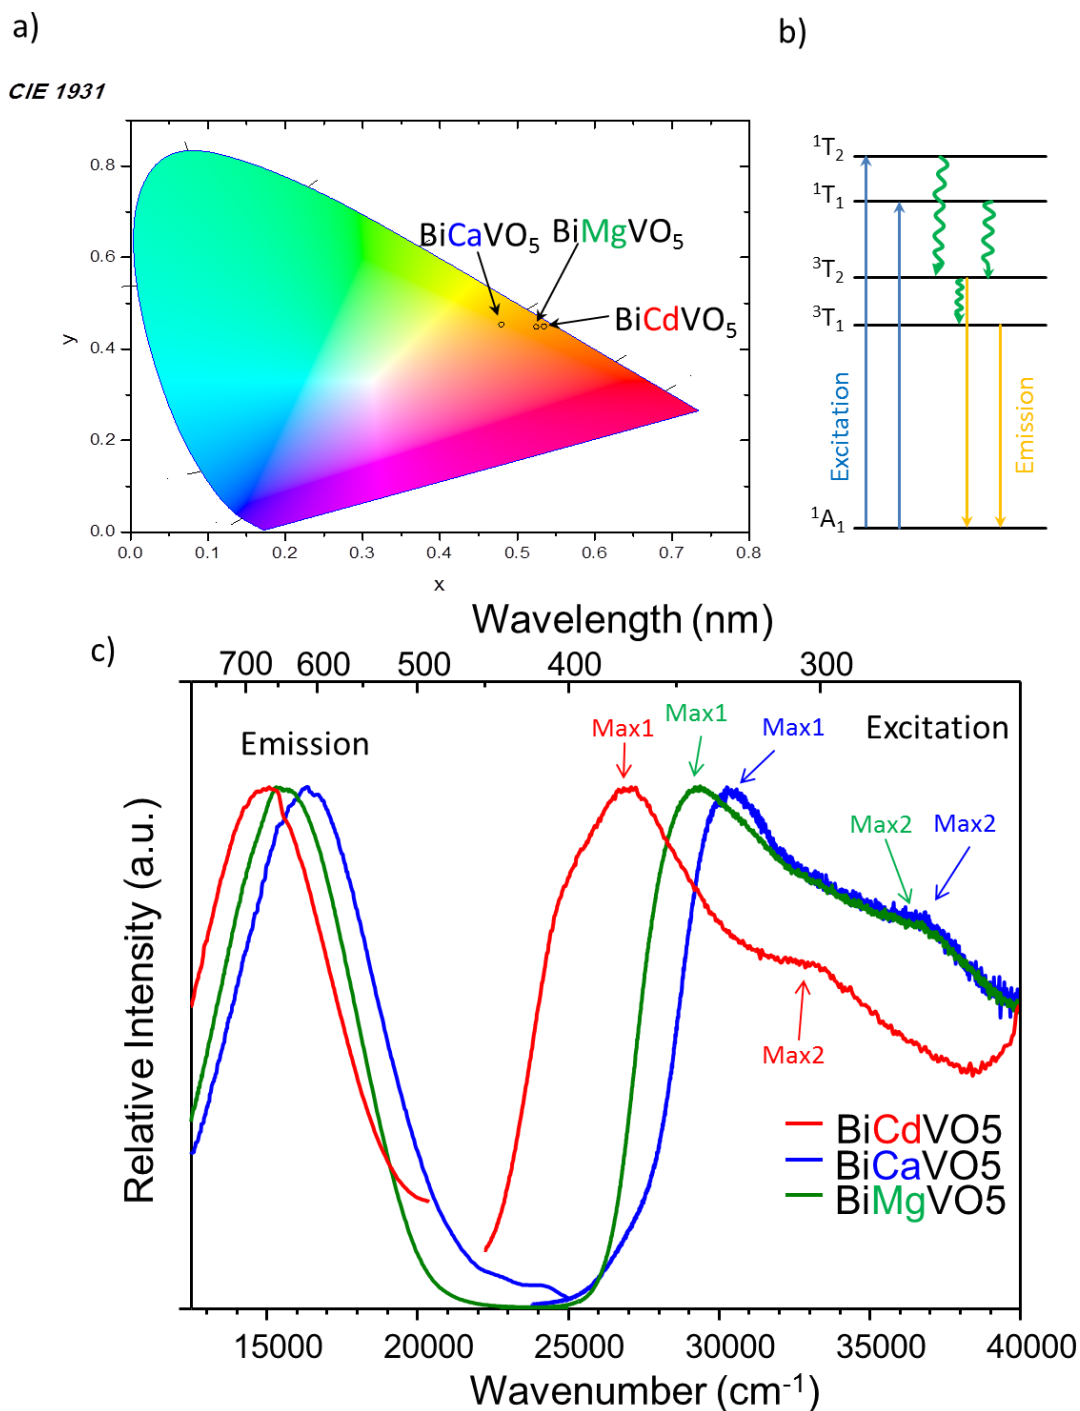 a)
b)
CIE 1931
0.8
0.6
0.4
0.2
0.0
y
0.0 0.1 0.2 0.3 0.4 0.5 0.6 0.7 0.8
x
BiCaVO₅ BiMgVO₅
BiCdVO₅
¹T₂
¹T₁
³T₂
³T₁
¹A₁
Excitation
Emission
c)
Wavelength (nm)
700 600 500 400 300
Emission
Excitation
Max1
Max1
Max1
Max2
Max2
Max2
BiCdVO5
BiCaVO5
BiMgVO5
Relative Intensity (a.u.)
15000 20000 25000 30000 35000 40000
Wavenumber (cm⁻¹)